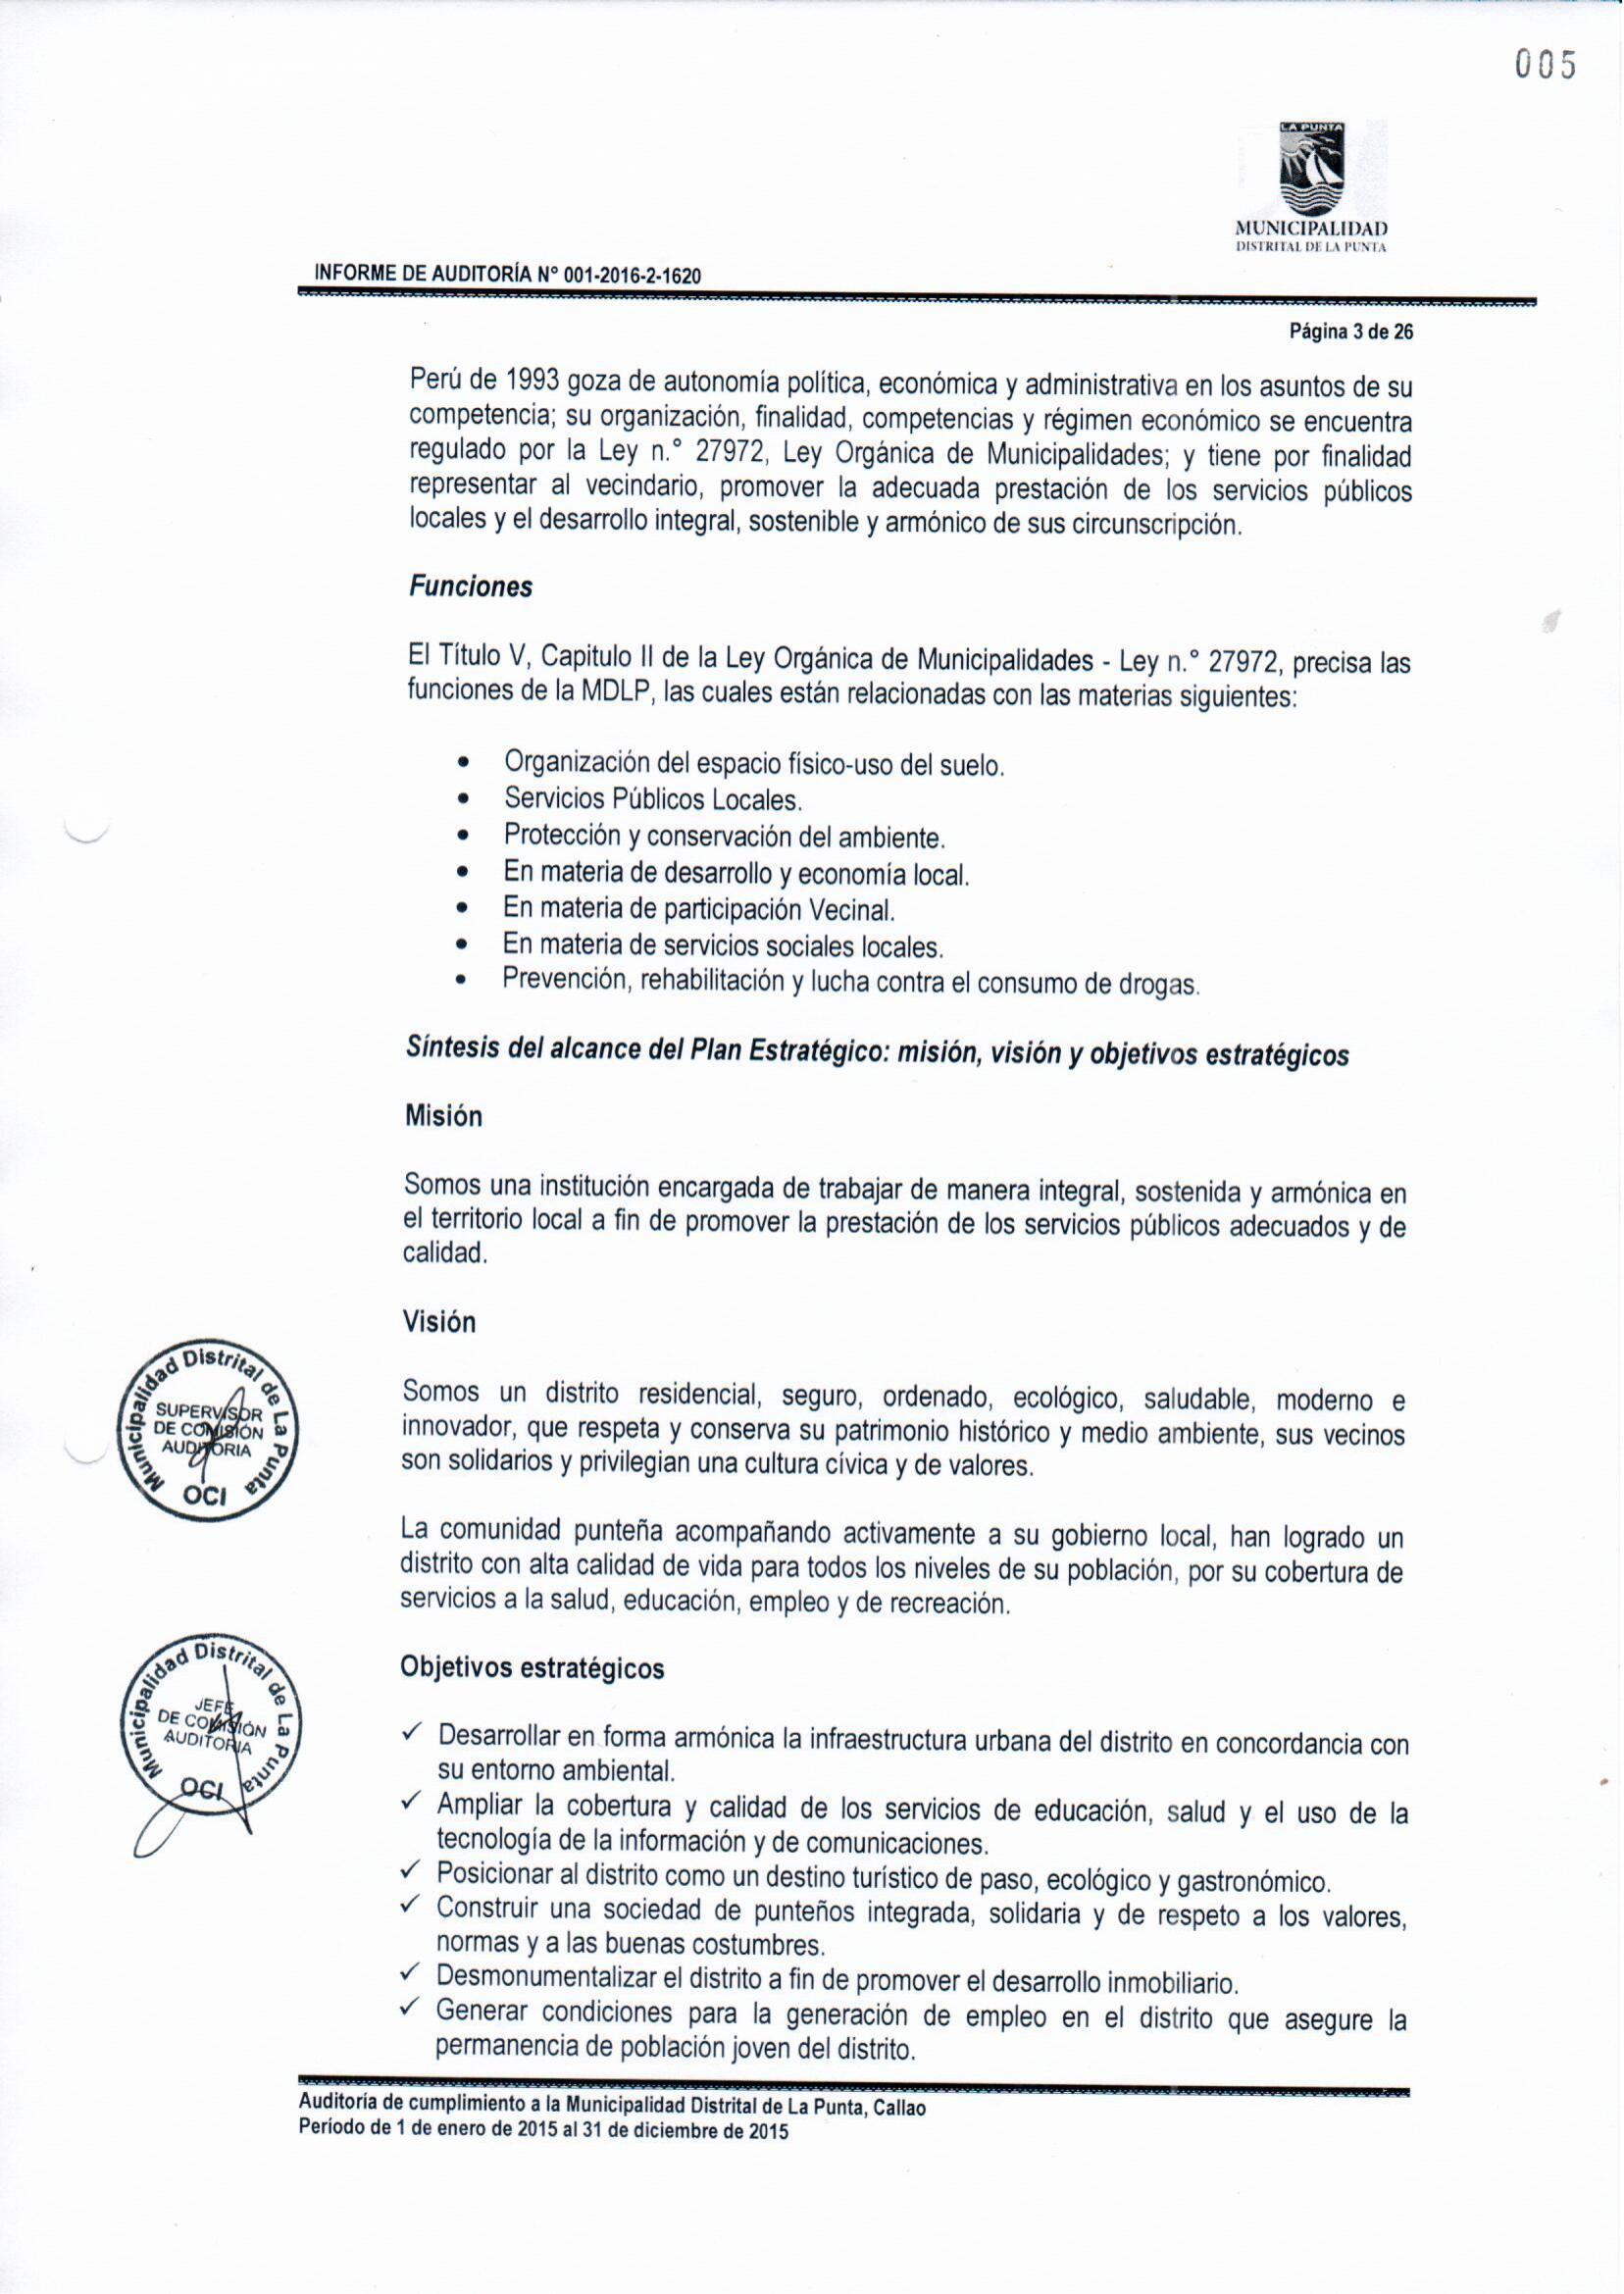 005
LA PUNTA
MUNICIPALIDAD
DISTRITAL DE LA PUNTA
INFORME DE AUDITORÍA N° 001-2016-2-1620
Página 3 de 26
Perú de 1993 goza de autonomía política, económica y administrativa en los asuntos de su
competencia; su organización, finalidad, competencias y régimen económico se encuentra
regulado por la Ley n.° 27972, Ley Orgánica de Municipalidades; y tiene por finalidad
representar al vecindario, promover la adecuada prestación de los servicios públicos
locales y el desarrollo integral, sostenible y armónico de sus circunscripción.
Funciones
El Título V, Capitulo II de la Ley Orgánica de Municipalidades - Ley n.° 27972, precisa las
funciones de la MDLP, las cuales están relacionadas con las materias siguientes:
• Organización del espacio físico-uso del suelo.
• Servicios Públicos Locales.
• Protección y conservación del ambiente.
• En materia de desarrollo y economía local.
• En materia de participación Vecinal.
• En materia de servicios sociales locales.
• Prevención, rehabilitación y lucha contra el consumo de drogas.
Síntesis del alcance del Plan Estratégico: misión, visión y objetivos estratégicos
Misión
Somos una institución encargada de trabajar de manera integral, sostenida y armónica en
el territorio local a fin de promover la prestación de los servicios públicos adecuados y de
calidad.
Visión
Somos un distrito residencial, seguro, ordenado, ecológico, saludable, moderno e
innovador, que respeta y conserva su patrimonio histórico y medio ambiente, sus vecinos
son solidarios y privilegian una cultura cívica y de valores.
Municipalidad Distrital de La Punta
SUPERVISOR
DE COMISIÓN
AUDITORIA
OCI
La comunidad punteña acompañando activamente a su gobierno local, han logrado un
distrito con alta calidad de vida para todos los niveles de su población, por su cobertura de
servicios a la salud, educación, empleo y de recreación.
Municipalidad Distrital de La Punta
JEFE
DE COMISIÓN
AUDITORIA
OCI
Objetivos estratégicos
✓ Desarrollar en forma armónica la infraestructura urbana del distrito en concordancia con
su entorno ambiental.
✓ Ampliar la cobertura y calidad de los servicios de educación, salud y el uso de la
tecnología de la información y de comunicaciones.
✓ Posicionar al distrito como un destino turístico de paso, ecológico y gastronómico.
✓ Construir una sociedad de punteños integrada, solidaria y de respeto a los valores,
normas y a las buenas costumbres.
✓ Desmonumentalizar el distrito a fin de promover el desarrollo inmobiliario.
✓ Generar condiciones para la generación de empleo en el distrito que asegure la
permanencia de población joven del distrito.
Auditoría de cumplimiento a la Municipalidad Distrital de La Punta, Callao
Período de 1 de enero de 2015 al 31 de diciembre de 2015